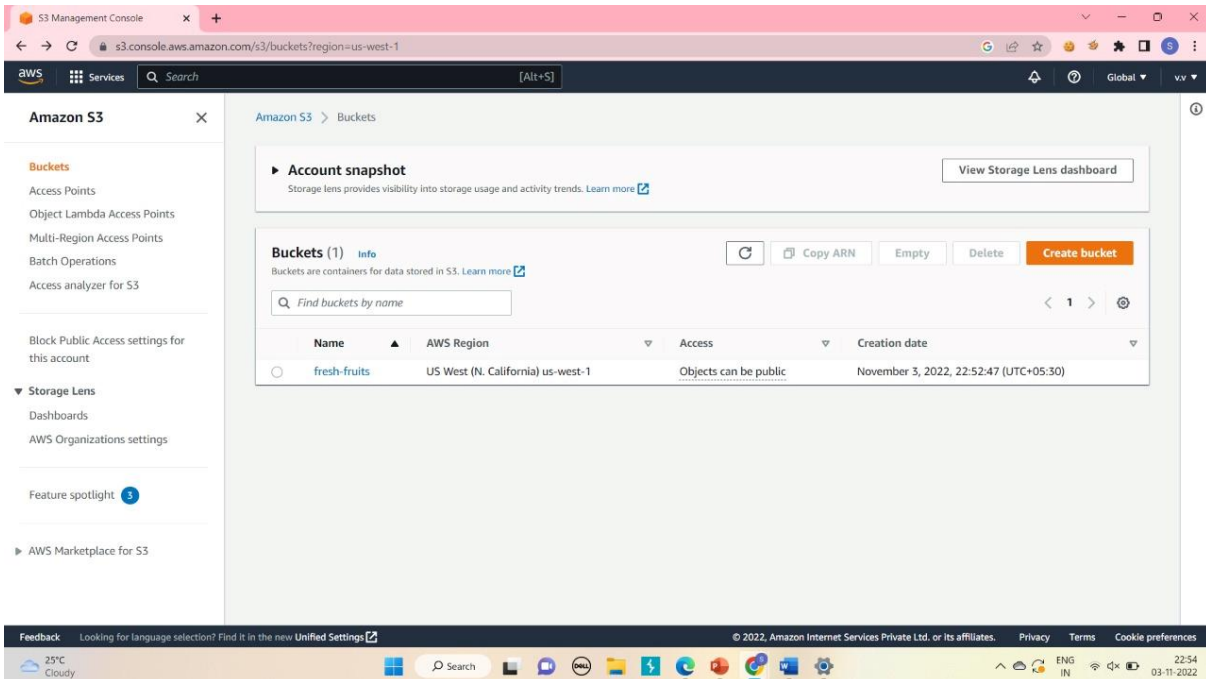 S3 Management Console
s3.console.aws.amazon.com/s3/buckets?region=us-west-1
G
S
aws
Services
Search
[Alt+S]
Global
v.v
Amazon S3
Buckets
Access Points
Object Lambda Access Points
Multi-Region Access Points
Batch Operations
Access analyzer for S3
Block Public Access settings for
this account
Storage Lens
Dashboards
AWS Organizations settings
Feature spotlight 3
AWS Marketplace for S3
Amazon S3 > Buckets
Account snapshot
Storage lens provides visibility into storage usage and activity trends. Learn more
View Storage Lens dashboard
Buckets (1) Info
Buckets are containers for data stored in S3. Learn more
Copy ARN
Empty
Delete
Create bucket
Find buckets by name
1
Name AWS Region Access Creation date
fresh-fruits US West (N. California) us-west-1 Objects can be public November 3, 2022, 22:52:47 (UTC+05:30)
Feedback Looking for language selection? Find it in the new Unified Settings © 2022, Amazon Internet Services Private Ltd. or its affiliates. Privacy Terms Cookie preferences
25°C
Cloudy
Search
DELL
ENG
IN
22:54
03-11-2022